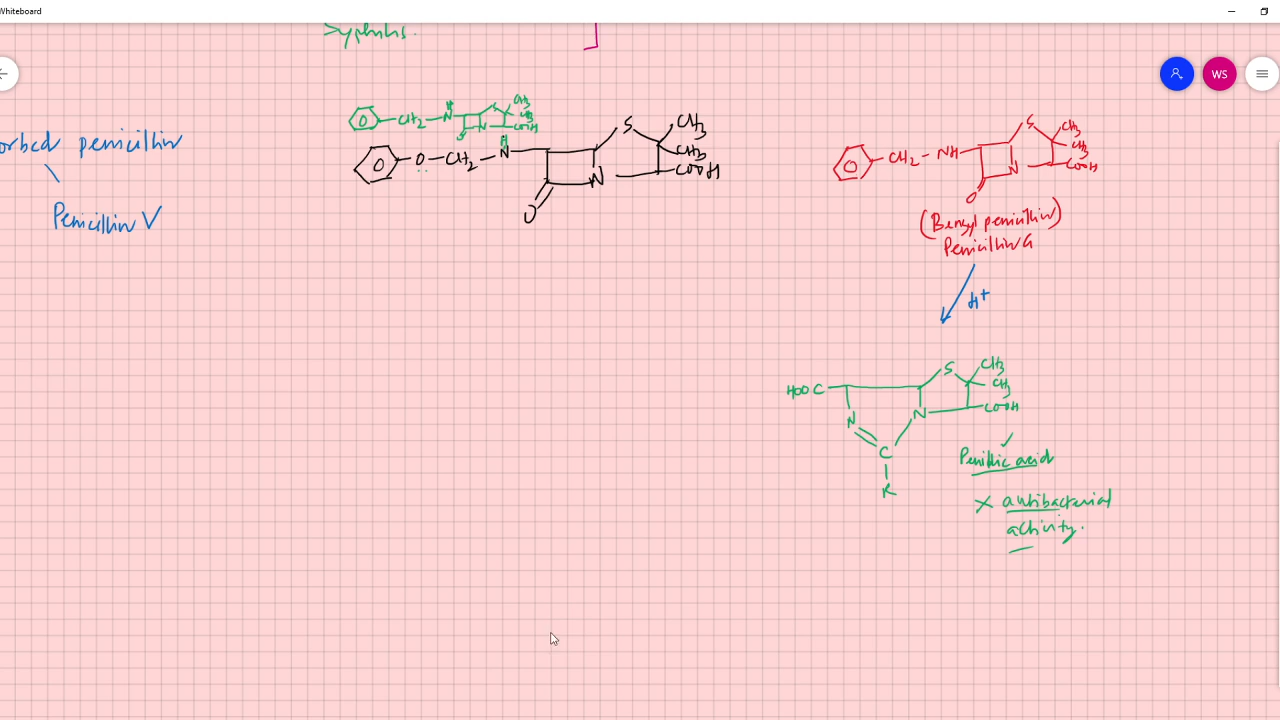 Whiteboard
Syphilis.
WS
orbed penicillin
Penicillin V
CH2 N H S N O CH3 CH3 COOH
O CH2 N H S N O CH3 CH3 COOH
CH2 NH S N O CH3 CH3 COOH
(Benzyl penicillin)
Penicillin G
H+
HOOC N C R N S CH3 CH3 COOH
Penillic acid ✓
X antibacterial
activity.